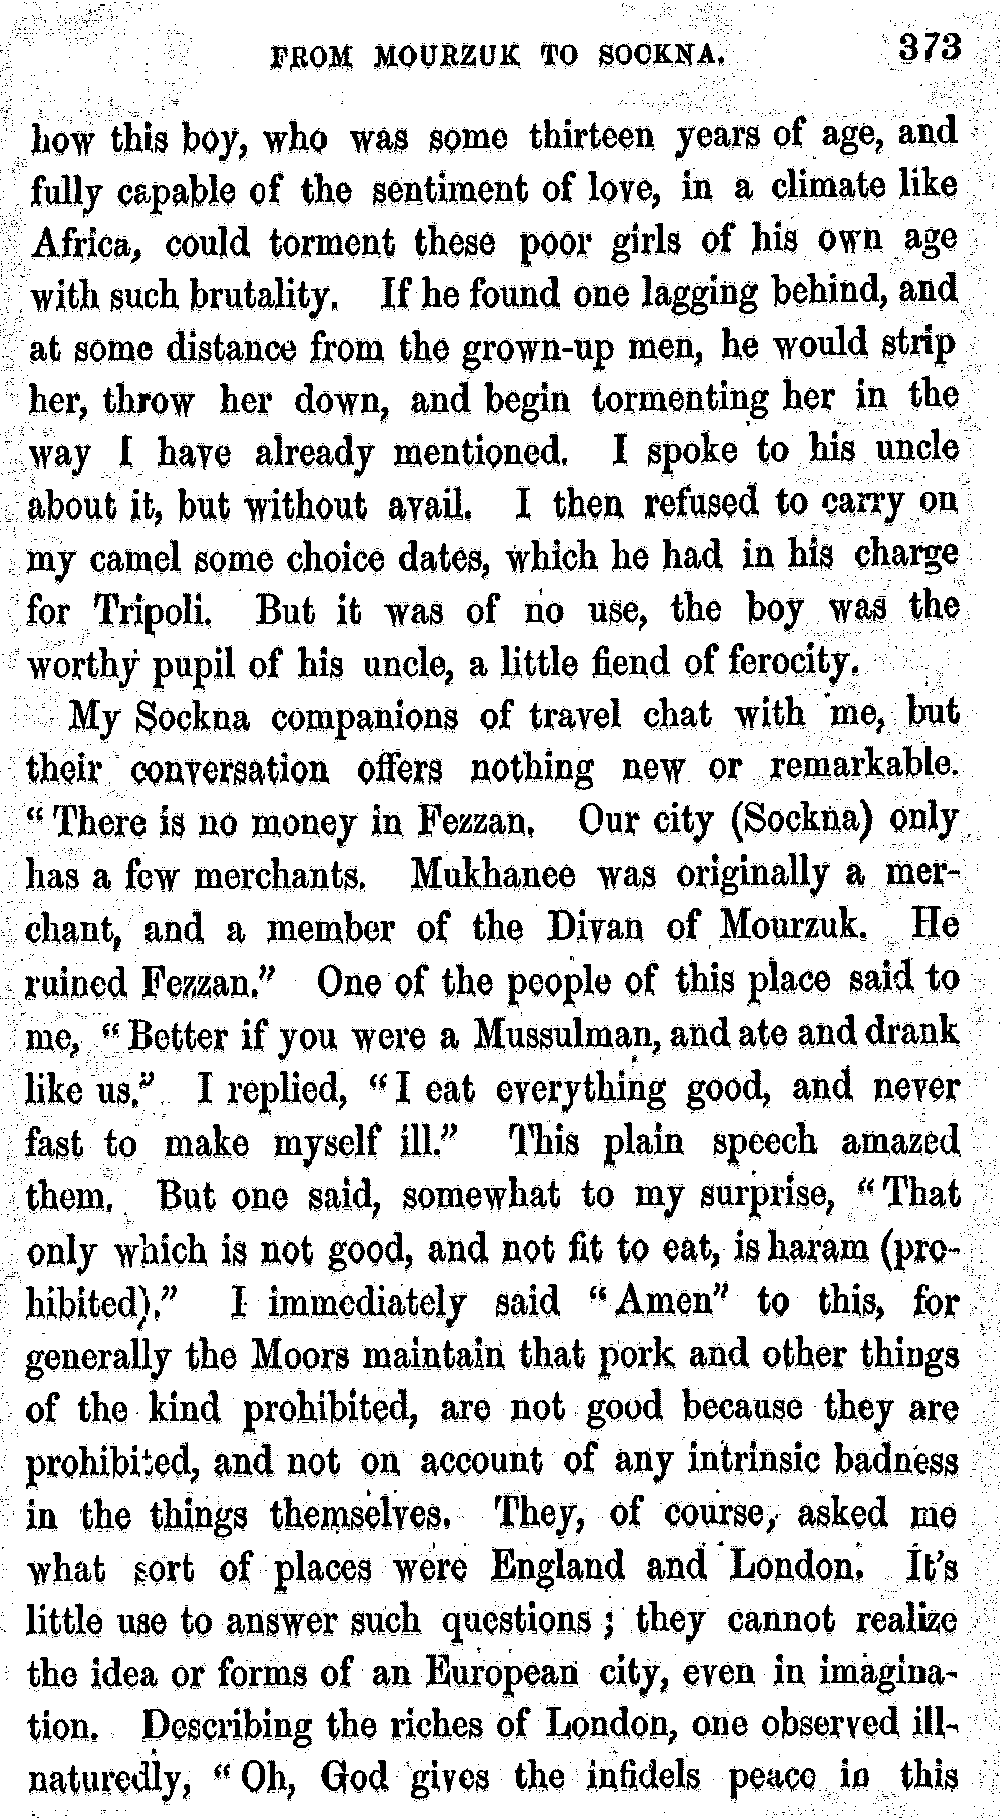 FROM MOURZUK TO SOCKNA. 373
how this boy, who was some thirteen years of age, and
fully capable of the sentiment of love, in a climate like
Africa, could torment these poor girls of his own age
with such brutality. If he found one lagging behind, and
at some distance from the grown-up men, he would strip
her, throw her down, and begin tormenting her in the
way I have already mentioned. I spoke to his uncle
about it, but without avail. I then refused to carry on
my camel some choice dates, which he had in his charge
for Tripoli. But it was of no use, the boy was the
worthy pupil of his uncle, a little fiend of ferocity.
My Sockna companions of travel chat with me, but
their conversation offers nothing new or remarkable.
"There is no money in Fezzan. Our city (Sockna) only
has a few merchants. Mukhanee was originally a mer-
chant, and a member of the Divan of Mourzuk. He
ruined Fezzan." One of the people of this place said to
me, "Better if you were a Mussulman, and ate and drank
like us." I replied, "I eat everything good, and never
fast to make myself ill." This plain speech amazed
them. But one said, somewhat to my surprise, "That
only which is not good, and not fit to eat, is haram (pro-
hibited)." I immediately said "Amen" to this, for
generally the Moors maintain that pork and other things
of the kind prohibited, are not good because they are
prohibited, and not on account of any intrinsic badness
in the things themselves. They, of course, asked me
what sort of places were England and London. It's
little use to answer such questions; they cannot realize
the idea or forms of an European city, even in imagina-
tion. Describing the riches of London, one observed ill-
naturedly, "Oh, God gives the infidels peace in this